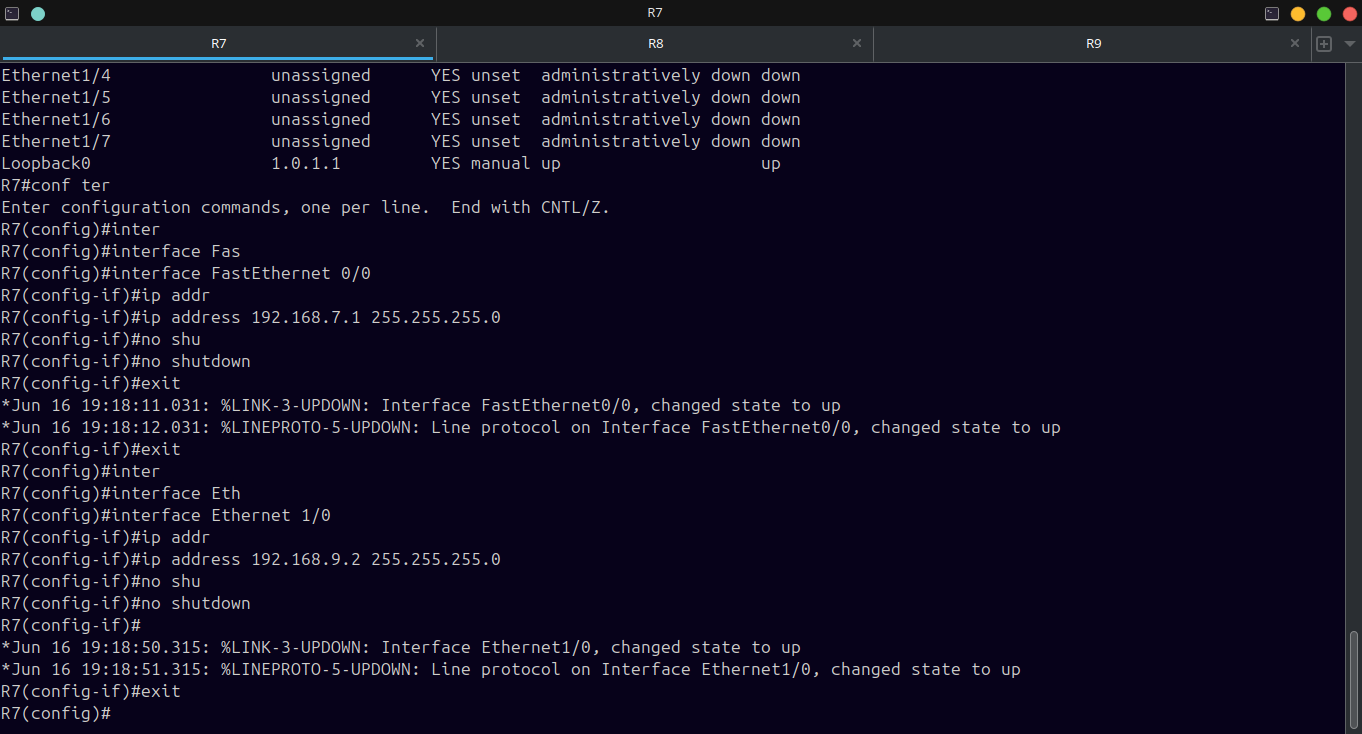 R7
R7 R8 R9
Ethernet1/4                unassigned      YES unset  administratively down down
Ethernet1/5                unassigned      YES unset  administratively down down
Ethernet1/6                unassigned      YES unset  administratively down down
Ethernet1/7                unassigned      YES unset  administratively down down
Loopback0                  1.0.1.1         YES manual up                    up
R7#conf ter
Enter configuration commands, one per line.  End with CNTL/Z.
R7(config)#inter
R7(config)#interface Fas
R7(config)#interface FastEthernet 0/0
R7(config-if)#ip addr
R7(config-if)#ip address 192.168.7.1 255.255.255.0
R7(config-if)#no shu
R7(config-if)#no shutdown
R7(config-if)#exit
*Jun 16 19:18:11.031: %LINK-3-UPDOWN: Interface FastEthernet0/0, changed state to up
*Jun 16 19:18:12.031: %LINEPROTO-5-UPDOWN: Line protocol on Interface FastEthernet0/0, changed state to up
R7(config-if)#exit
R7(config)#inter
R7(config)#interface Eth
R7(config)#interface Ethernet 1/0
R7(config-if)#ip addr
R7(config-if)#ip address 192.168.9.2 255.255.255.0
R7(config-if)#no shu
R7(config-if)#no shutdown
R7(config-if)#
*Jun 16 19:18:50.315: %LINK-3-UPDOWN: Interface Ethernet1/0, changed state to up
*Jun 16 19:18:51.315: %LINEPROTO-5-UPDOWN: Line protocol on Interface Ethernet1/0, changed state to up
R7(config-if)#exit
R7(config)#